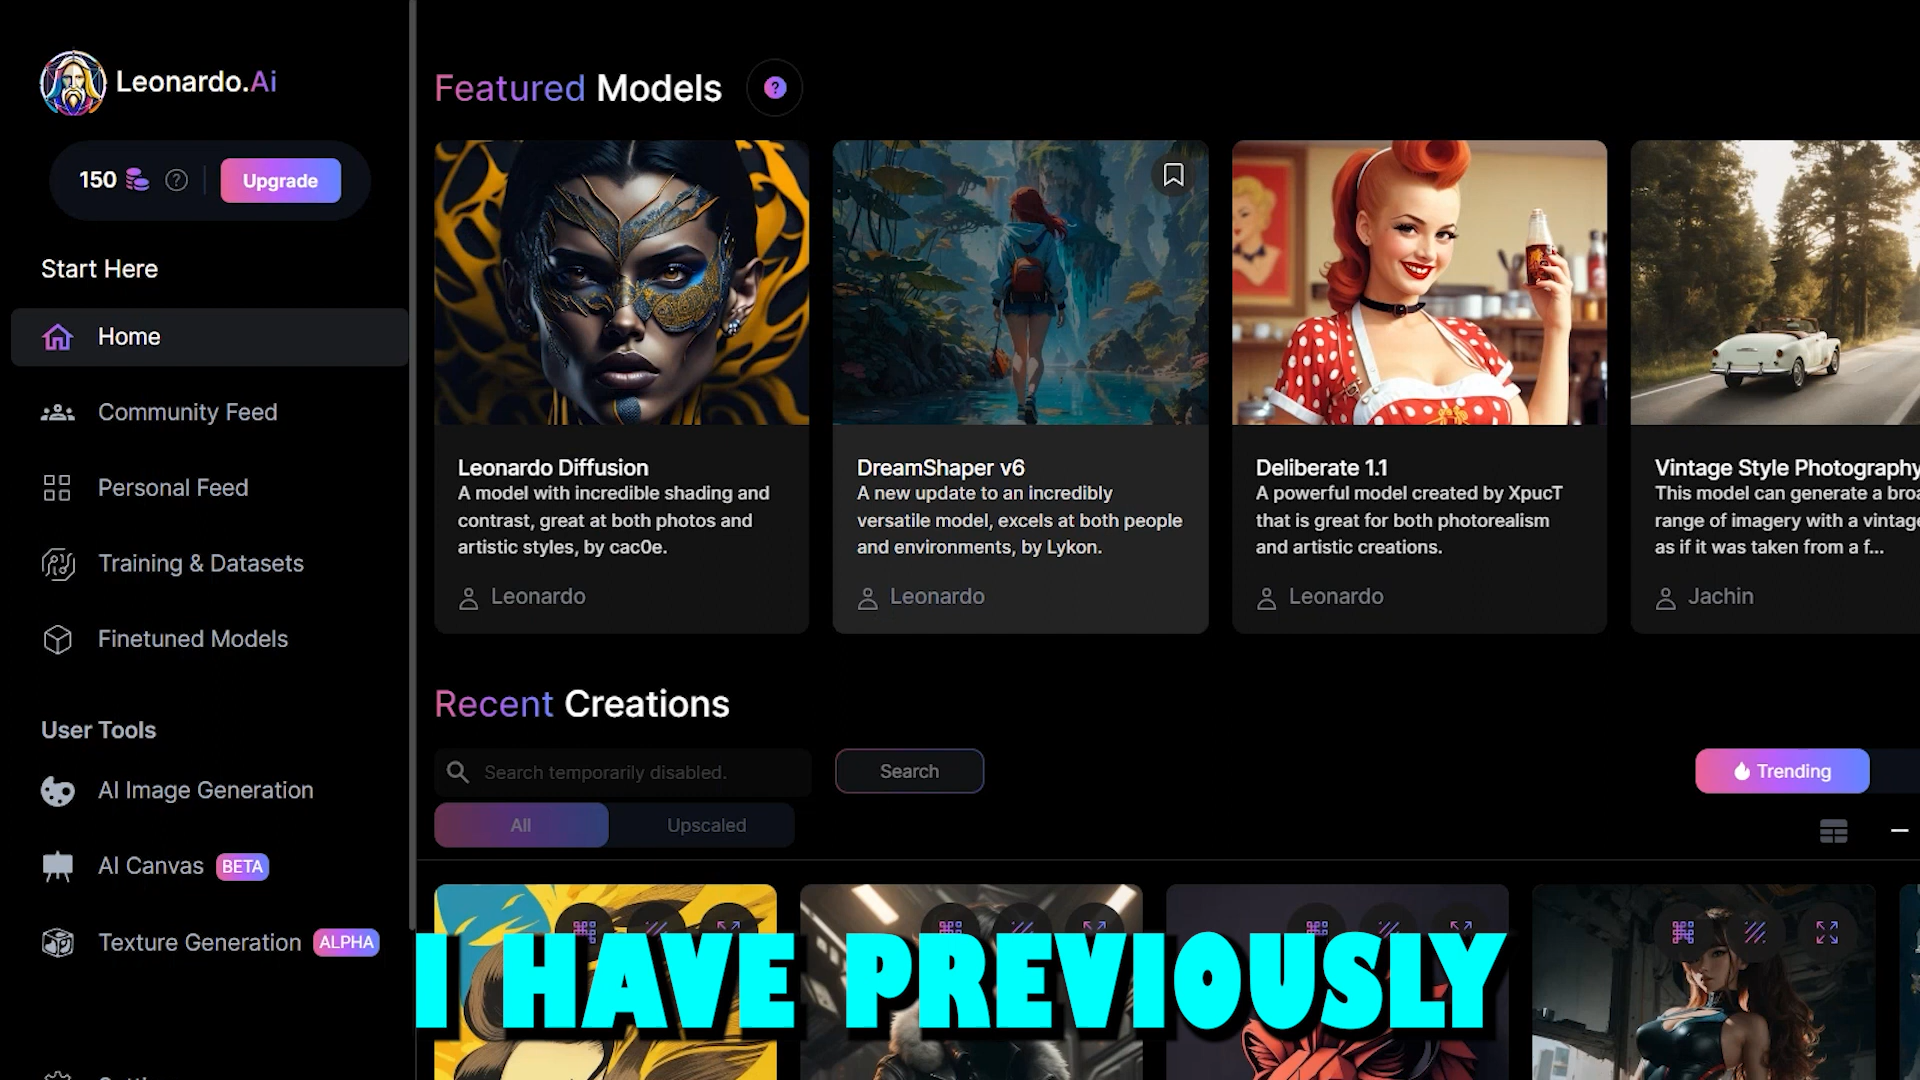 Leonardo.Ai
150
Upgrade
Start Here
Home
Community Feed
Personal Feed
Training & Datasets
Finetuned Models
User Tools
AI Image Generation
AI Canvas BETA
Texture Generation ALPHA
Featured Models ?
Leonardo Diffusion
A model with incredible shading and
contrast, great at both photos and
artistic styles, by cac0e.
Leonardo
DreamShaper v6
A new update to an incredibly
versatile model, excels at both people
and environments, by Lykon.
Leonardo
Deliberate 1.1
A powerful model created by XpucT
that is great for both photorealism
and artistic creations.
Leonardo
Vintage Style Photography
This model can generate a
range of imagery with a
as if it was taken from a f...
Jachin
Recent Creations
Search temporarily disabled.
Search
Trending
All
Upscaled
I HAVE PREVIOUSLY